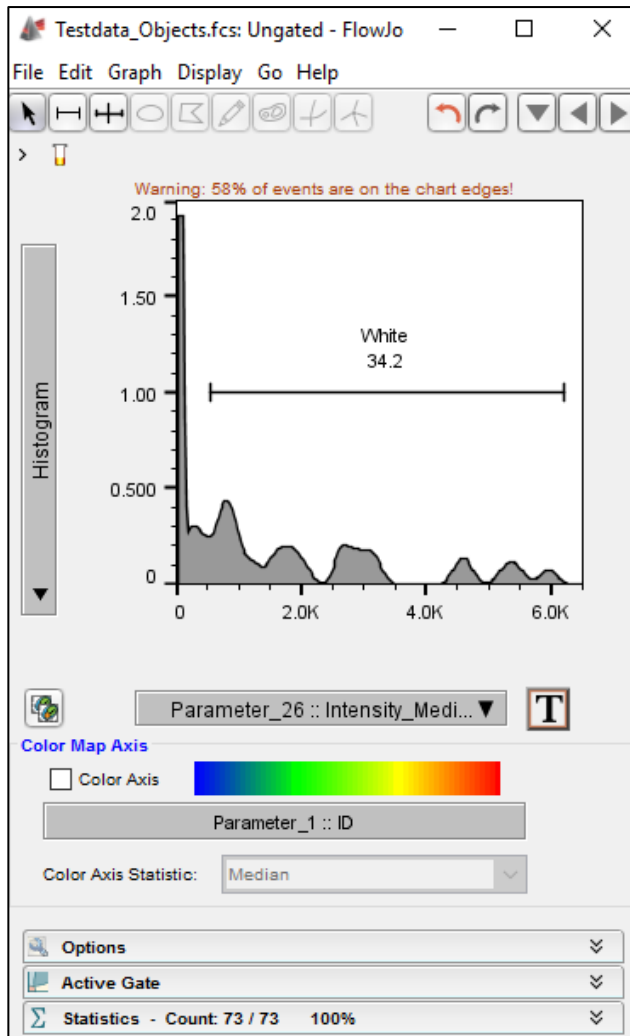 Testdata_Objects.fcs: Ungated - FlowJo
File Edit Graph Display Go Help
Warning: 58% of events are on the chart edges!
2.0
1.50
1.00
0.500
0
Histogram
White
34.2
0 2.0K 4.0K 6.0K
Parameter_26 :: Intensity_Medi...
T
Color Map Axis
Color Axis
Parameter_1 :: ID
Color Axis Statistic: Median
Options
Active Gate
Σ Statistics - Count: 73 / 73 100%